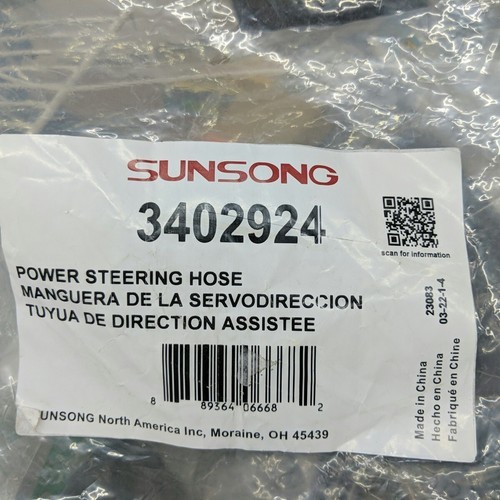 SUNSONG
3402924
scan for information
POWER STEERING HOSE
MANGUERA DE LA SERVODIRECCION
TUYUA DE DIRECTION ASSISTEE
23083
03-22-1-4
8 89364 06668 2
Made in China
Hecho en China
Fabriqué en Chine
UNSONG North America Inc, Moraine, OH 45439